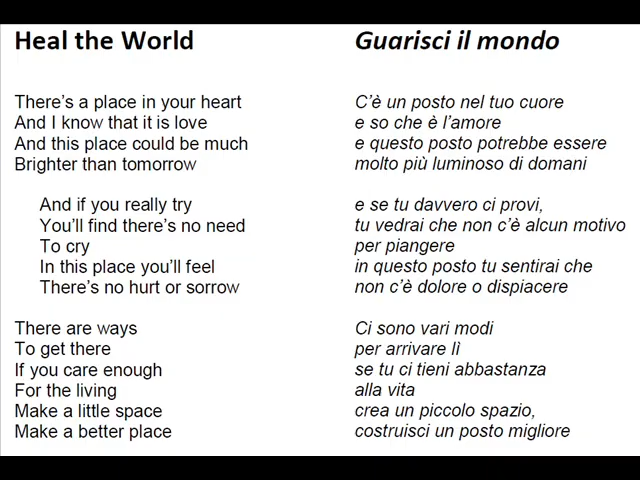 Heal the World
There's a place in your heart
And I know that it is love
And this place could be much
Brighter than tomorrow
And if you really try
You'll find there's no need
To cry
In this place you'll feel
There's no hurt or sorrow
There are ways
To get there
If you care enough
For the living
Make a little space
Make a better place
Guarisci il mondo
C'è un posto nel tuo cuore
e so che è l'amore
e questo posto potrebbe essere
molto più luminoso di domani
e se tu davvero ci provi,
tu vedrai che non c'è alcun motivo
per piangere
in questo posto tu sentirai che
non c'è dolore o dispiacere
Ci sono vari modi
per arrivare lì
se tu ci tieni abbastanza
alla vita
crea un piccolo spazio,
costruisci un posto migliore